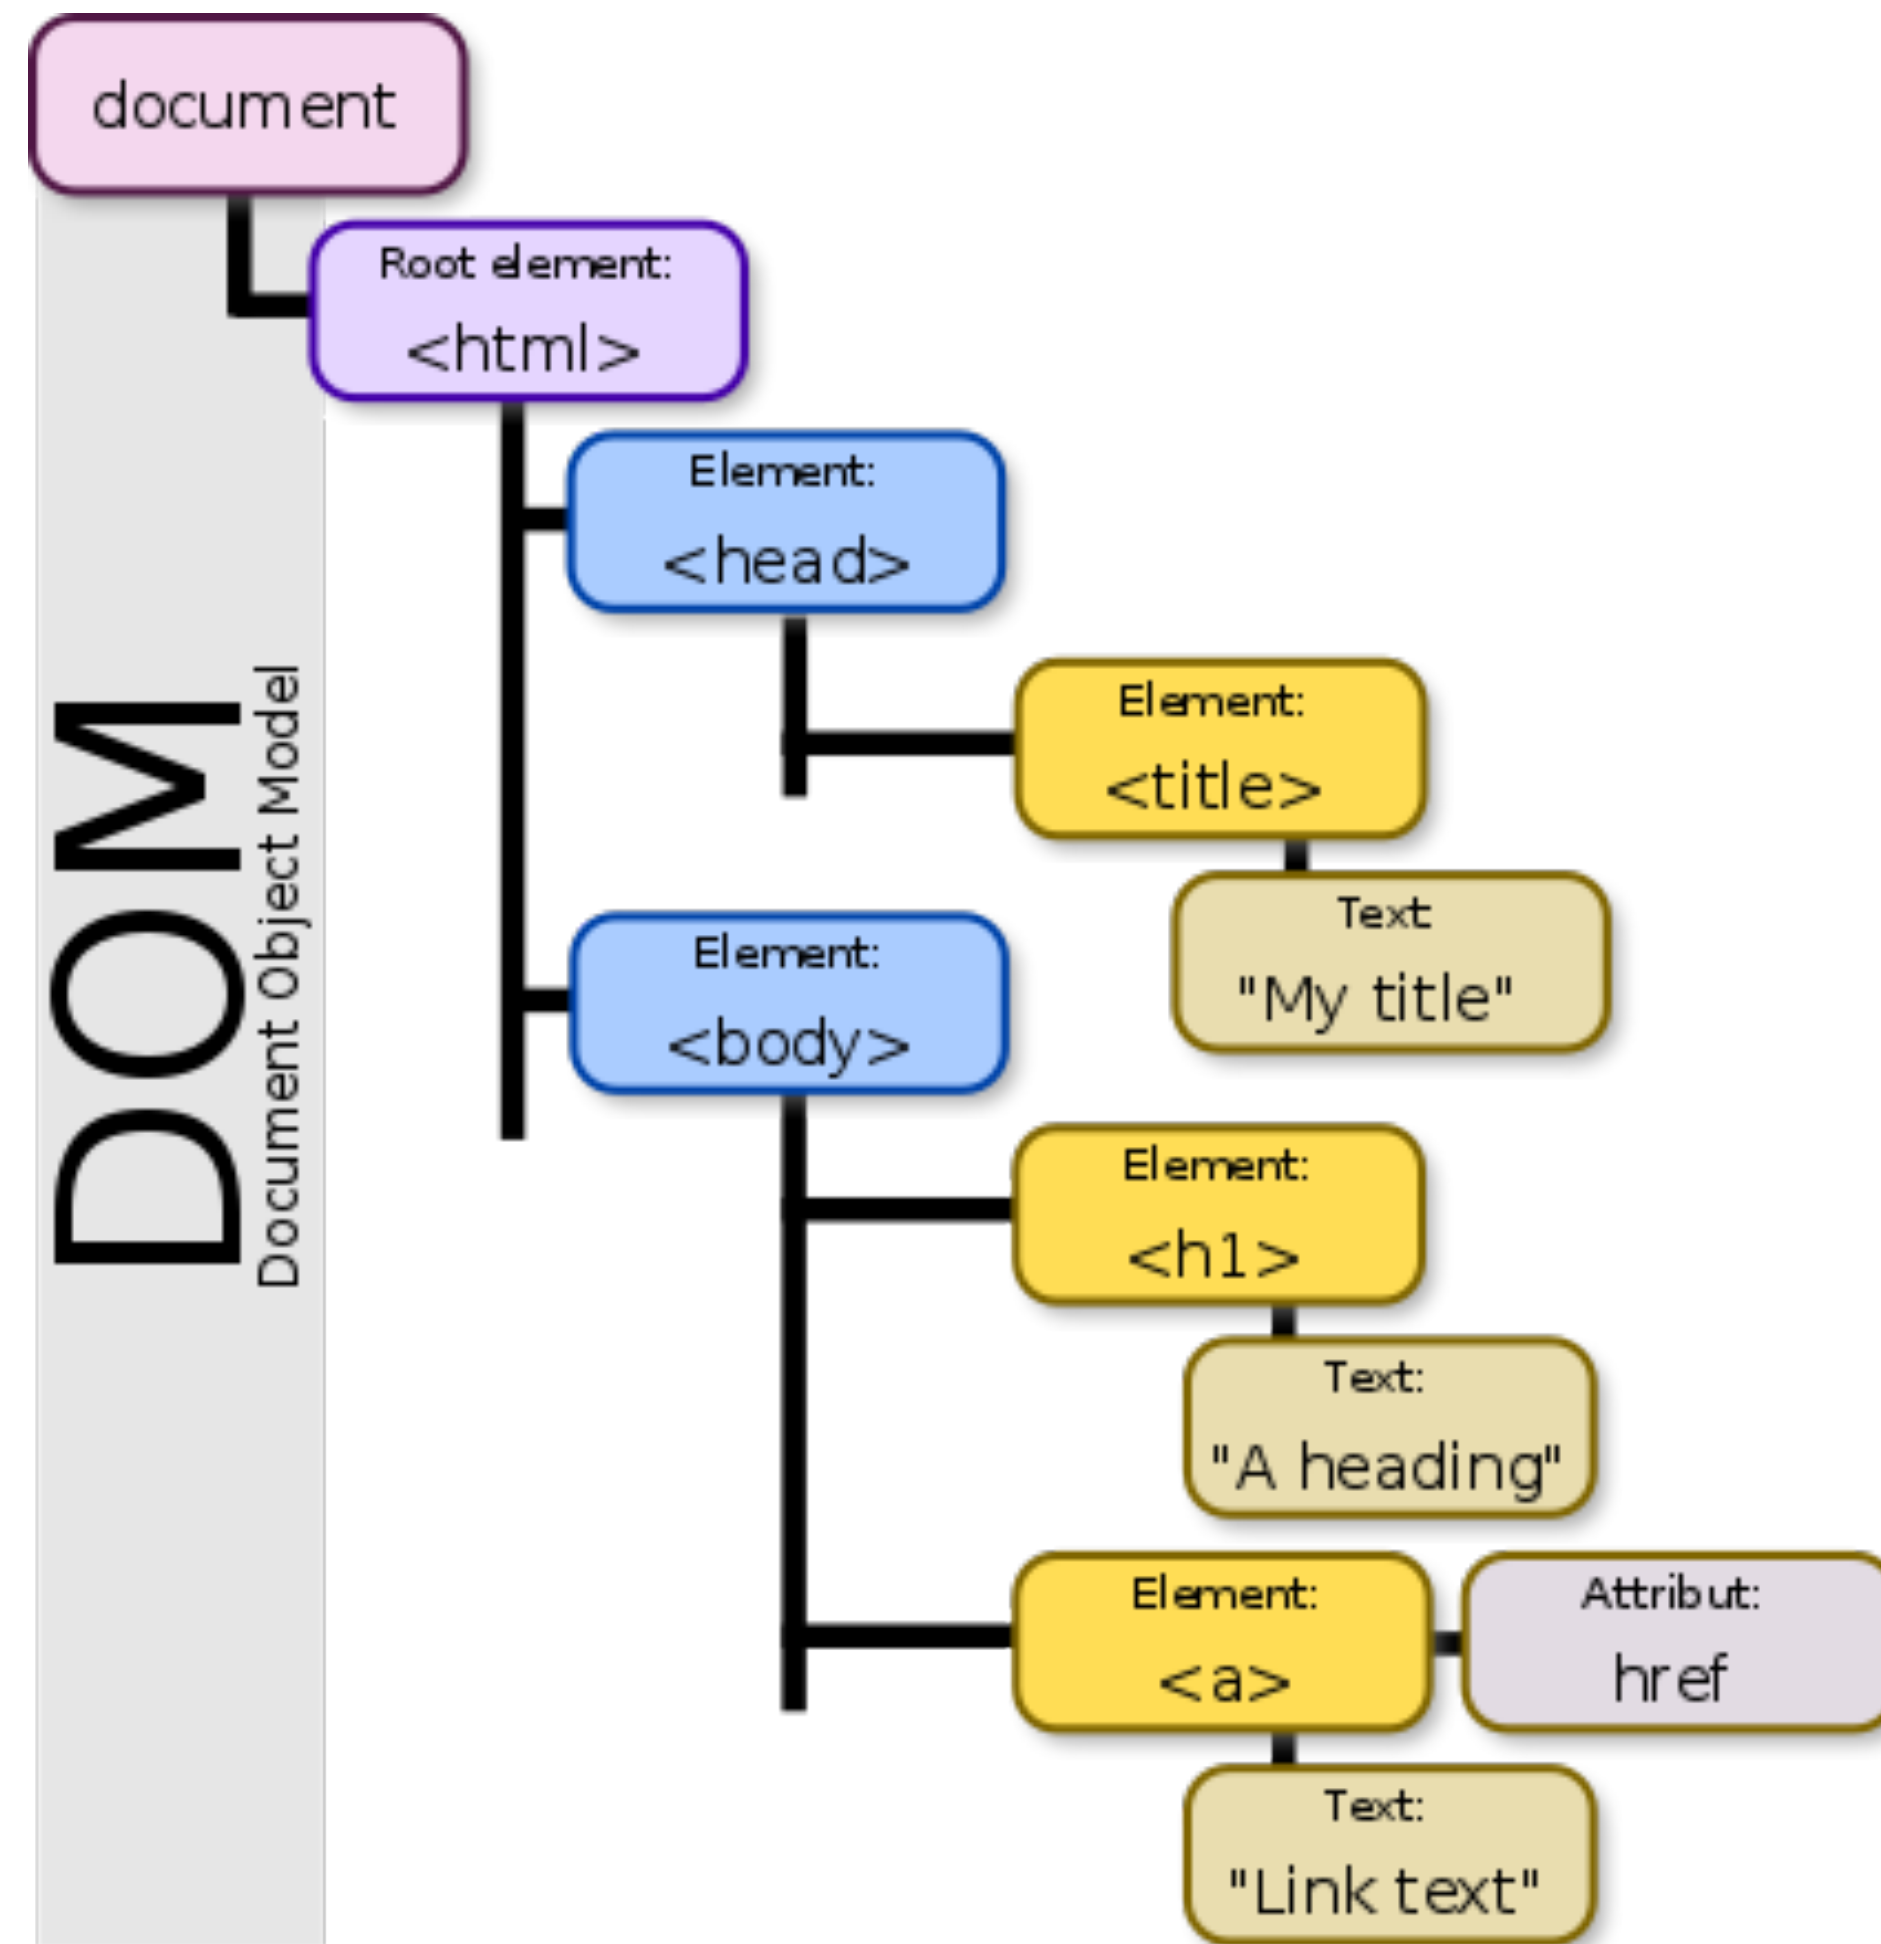 document
Root element:
<html>
Element:
<head>
Element:
<title>
Text
"My title"
Element:
<body>
Element:
<h1>
Text:
"A heading"
Element:
<a>
Attribut:
href
Text:
"Link text"
DOM
Document Object Model